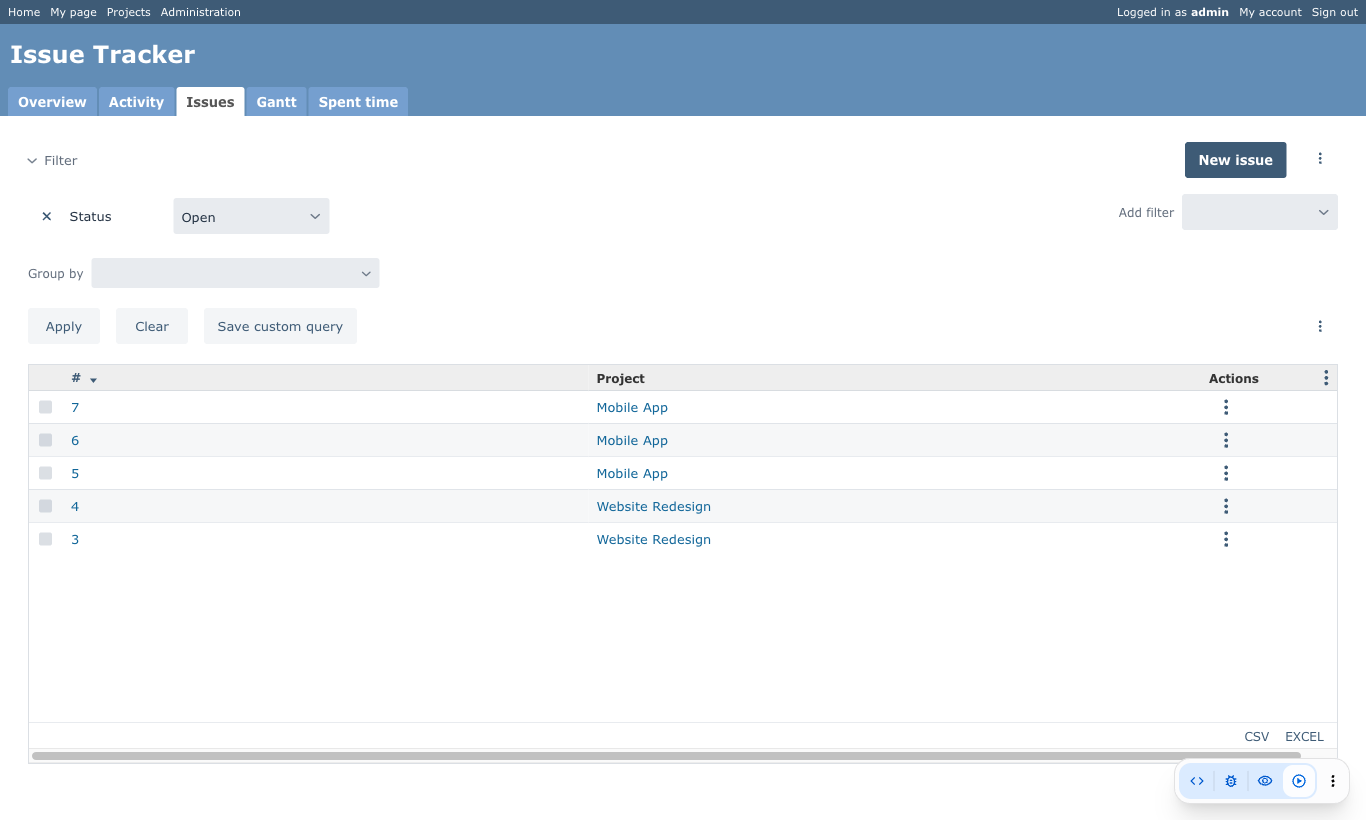 Home My page Projects Administration Logged in as admin My account Sign out
Issue Tracker
Overview Activity Issues Gantt Spent time
Filter New issue
Status Open Add filter
Group by
Apply Clear Save custom query
# Project Actions
7 Mobile App
6 Mobile App
5 Mobile App
4 Website Redesign
3 Website Redesign
CSV EXCEL